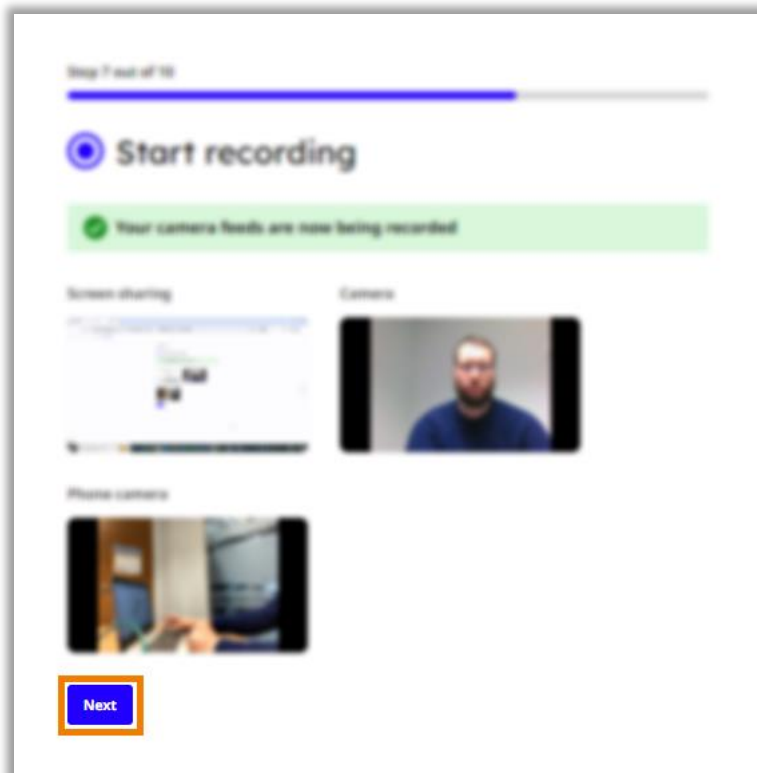 Step 7 out of 10
Start recording
Your camera feeds are now being recorded
Screen sharing
Camera
Phone camera
Next